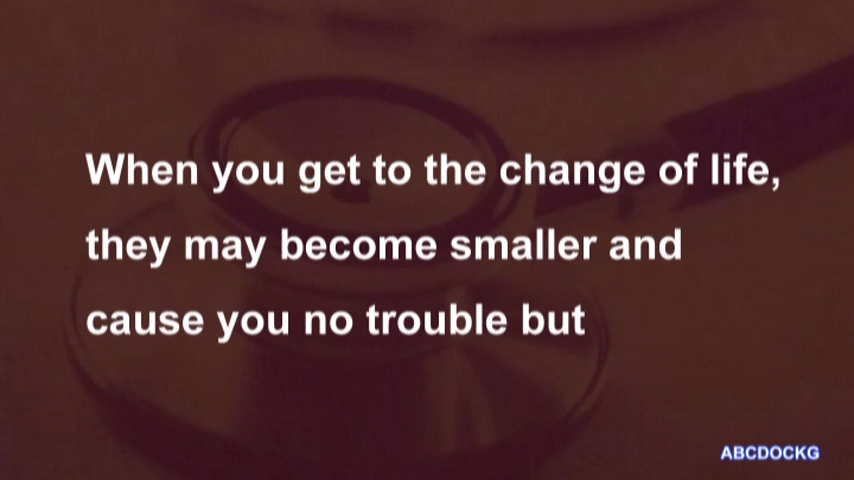 When you get to the change of life,
they may become smaller and
cause you no trouble but
ABCDOCKG